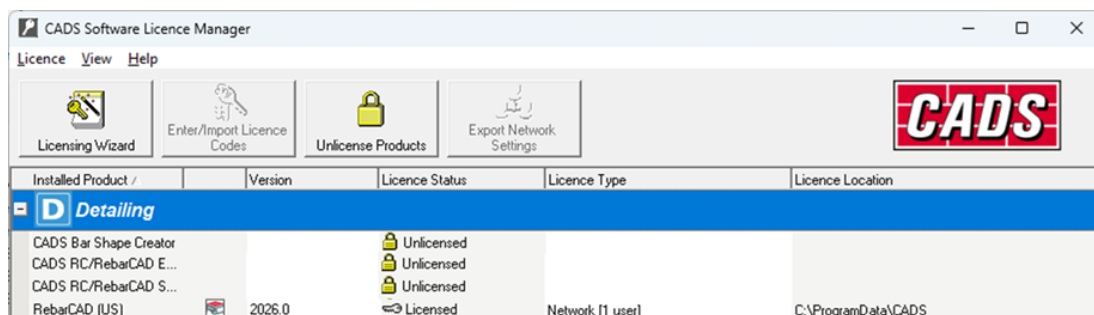 CADS Software Licence Manager
Licence View Help
Licensing Wizard
Enter/Import Licence
Codes
Unlicense Products
Export Network
Settings
CADS
Installed Product / Version Licence Status Licence Type Licence Location
D Detailing
CADS Bar Shape Creator Unlicensed
CADS RC/RebarCAD E... Unlicensed
CADS RC/RebarCAD S... Unlicensed
RebarCAD (US) 2026.0 Licensed Network [1 user] C:\ProgramData\CADS